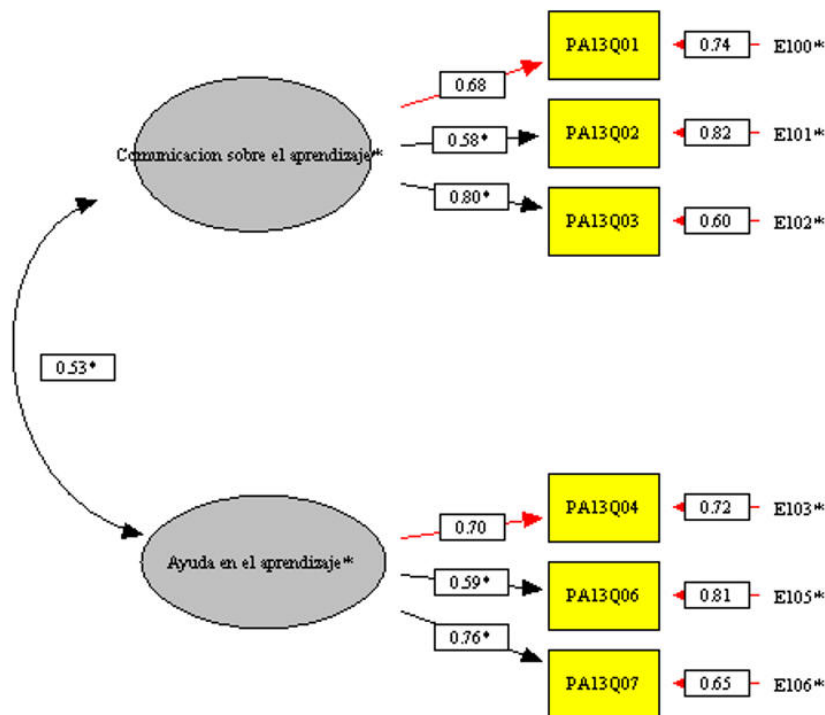 PA13Q01
0.74
E100*
0.68
Comunicacion sobre el aprendizaje*
0.58*
PA13Q02
0.82
E101*
0.80*
PA13Q03
0.60
E102*
0.53*
PA13Q04
0.72
E103*
0.70
Ayuda en el aprendizaje*
0.59*
PA13Q06
0.81
E105*
0.76*
PA13Q07
0.65
E106*